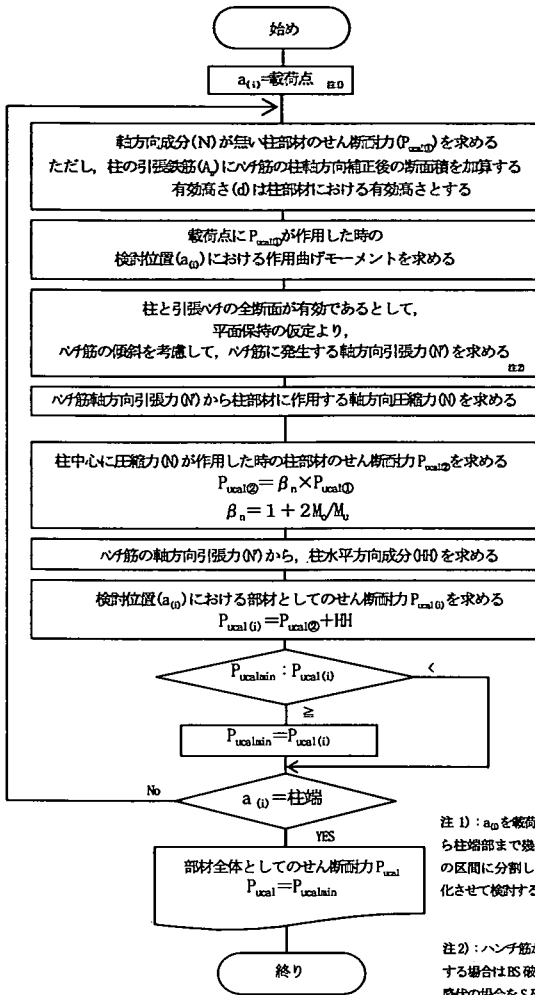 始め
a(i)=載荷点 注1)
軸方向成分(N)が無い柱部材のせん断耐力(Pucal①)を求める
ただし，柱の引張鉄筋(As)にハンチ筋の柱軸方向補正後の断面積を加算する
有効高さ(d)は柱部材における有効高さとする
載荷点にPucal①が作用した時の
検討位置(a(i))における作用曲げモーメントを求める
柱と引張ハンチの全断面が有効であるとして，
平面保持の仮定より，
ハンチ筋の傾斜を考慮して，ハンチ筋に発生する軸方向引張力(N')を求める
注2)
ハンチ筋軸方向引張力(N')から柱部材に作用する軸方向圧縮力(N)を求める
柱中心に圧縮力(N)が作用した時の柱部材のせん断耐力Pucal②を求める
Pucal②＝βn×Pucal①
βn＝1＋2Mo/Mu
ハンチ筋の軸方向引張力(N')から，柱水平方向成分(HH)を求める
検討位置(a(i))における部材としてのせん断耐力Pucal(i)を求める
Pucal(i)＝Pucal②＋HH
Pucalmin：Pucal(i)
<
≧
Pucalmin＝Pucal(i)
No
a(i)＝柱端
YES
部材全体としてのせん断耐力Pucal
Pucal＝Pucalmin
終り
注 1)：a(i)を載荷
ら柱端部まで幾
の区間に分割し
化させて検討する
注2)：ハンチ筋が
する場合はBS破